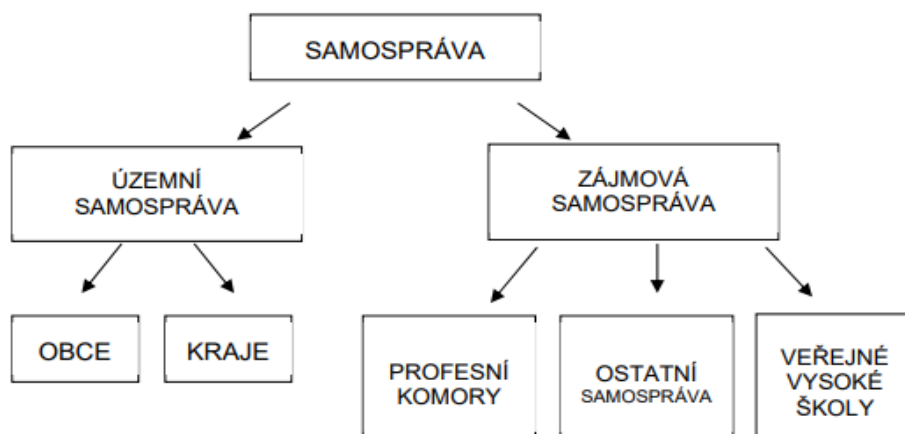 SAMOSPRÁVA
ÚZEMNÍ
SAMOSPRÁVA
ZÁJMOVÁ
SAMOSPRÁVA
OBCE
KRAJE
PROFESNÍ
KOMORY
OSTATNÍ
SAMOSPRÁVA
VEŘEJNÉ
VYSOKÉ
ŠKOLY